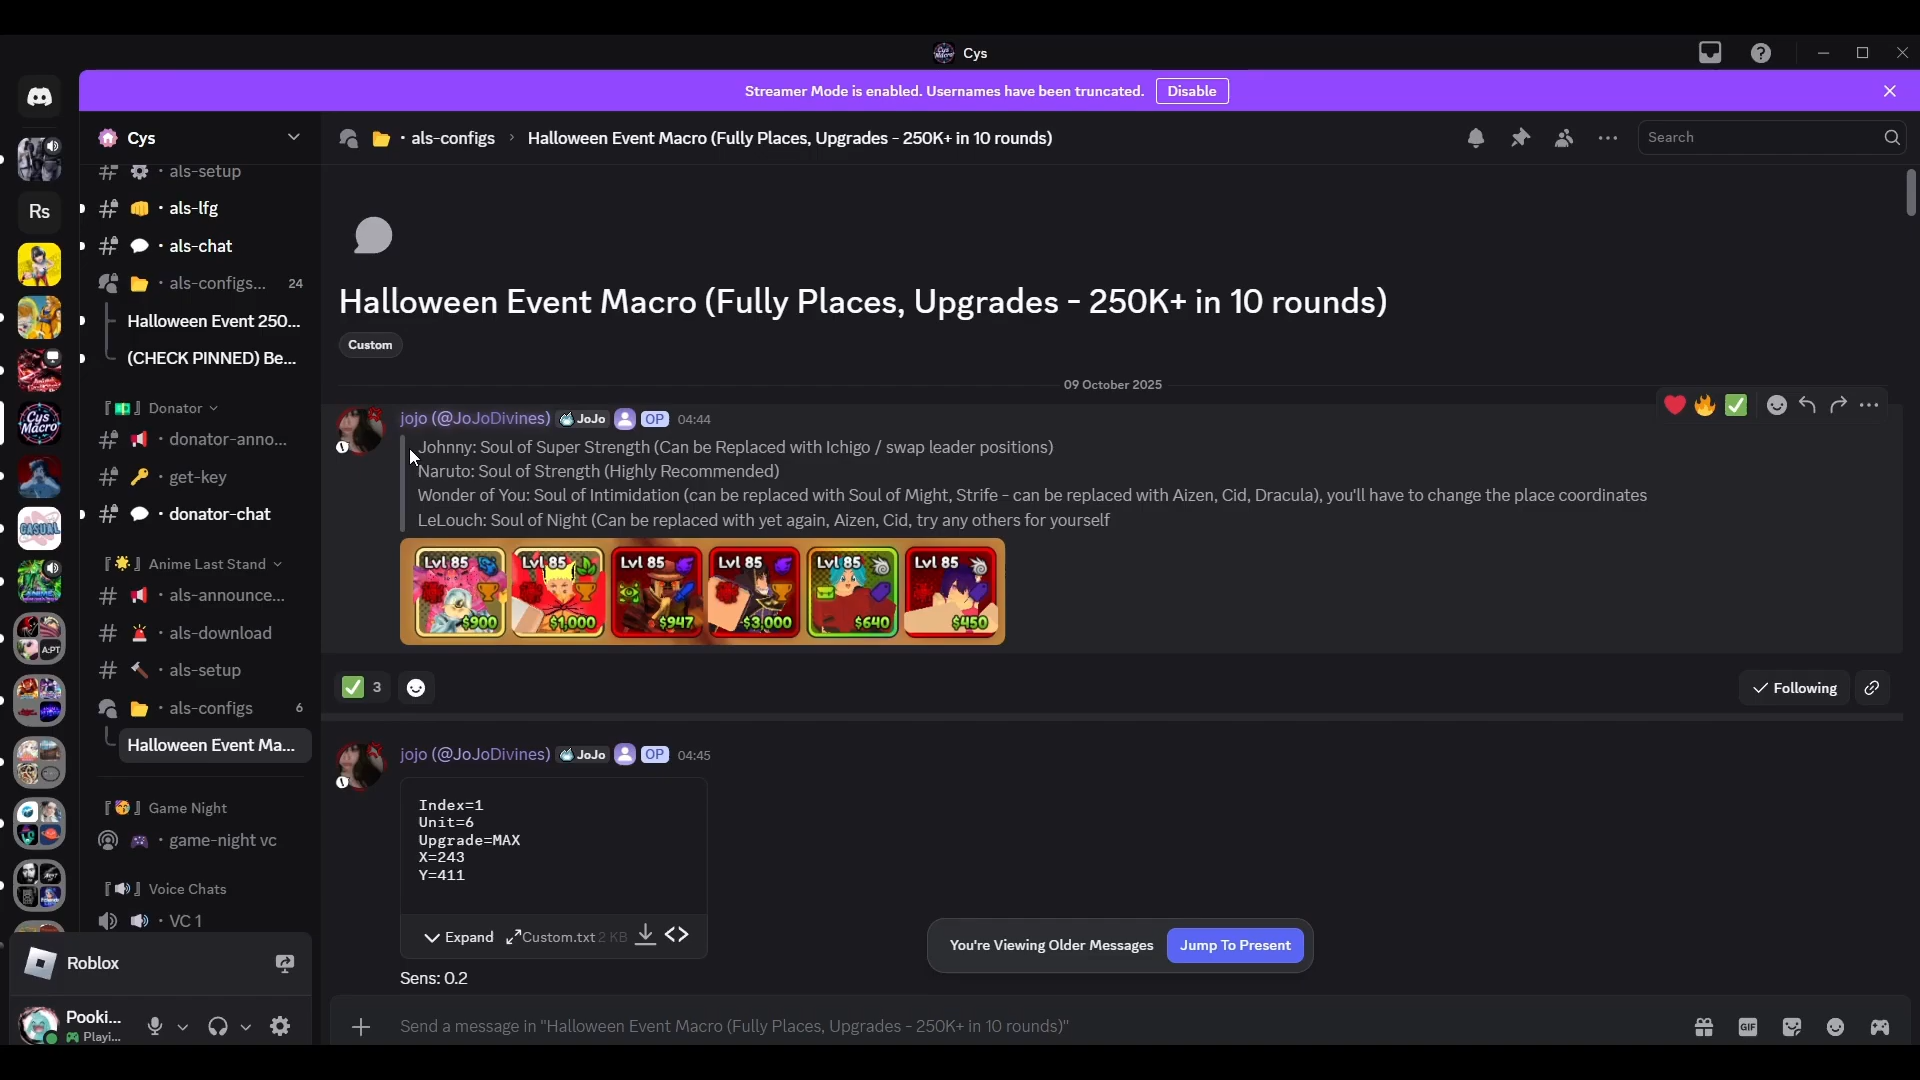 Cys
Streamer Mode is enabled. Usernames have been truncated.
Disable
Rs
CASUAL
Cys Macro
A:PT
Cys
als-setup
als-lfg
als-chat
als-configs... 24
Halloween Event 250...
(CHECK PINNED) Be...
『💵』 Donator
donator-anno...
get-key
donator-chat
『🌟』 Anime Last Stand
als-announce...
als-download
als-setup
als-configs 6
Halloween Event Ma...
『🥳』 Game Night
game-night vc
『🔊』 Voice Chats
VC 1
Roblox
Pooki...
Playi...
als-configs › Halloween Event Macro (Fully Places, Upgrades - 250K+ in 10 rounds)
Search
Halloween Event Macro (Fully Places, Upgrades - 250K+ in 10 rounds)
Custom
09 October 2025
jojo (@JoJoDivines) JoJo OP 04:44
Johnny: Soul of Super Strength (Can be Replaced with Ichigo / swap leader positions)
Naruto: Soul of Strength (Highly Recommended)
Wonder of You: Soul of Intimidation (can be replaced with Soul of Might, Strife - can be replaced with Aizen, Cid, Dracula), you'll have to change the place coordinates
LeLouch: Soul of Night (Can be replaced with yet again, Aizen, Cid, try any others for yourself
Lvl 85 Lvl 85 Lvl 85 Lvl 85 Lvl 85 Lvl 85
$900 $1,000 $947 $3,000 $640 $450
3
Following
jojo (@JoJoDivines) JoJo OP 04:45
Index=1
Unit=6
Upgrade=MAX
X=243
Y=411
Expand Custom.txt 2 KB
Sens: 0.2
You're Viewing Older Messages
Jump To Present
Send a message in "Halloween Event Macro (Fully Places, Upgrades - 250K+ in 10 rounds)"
GIF